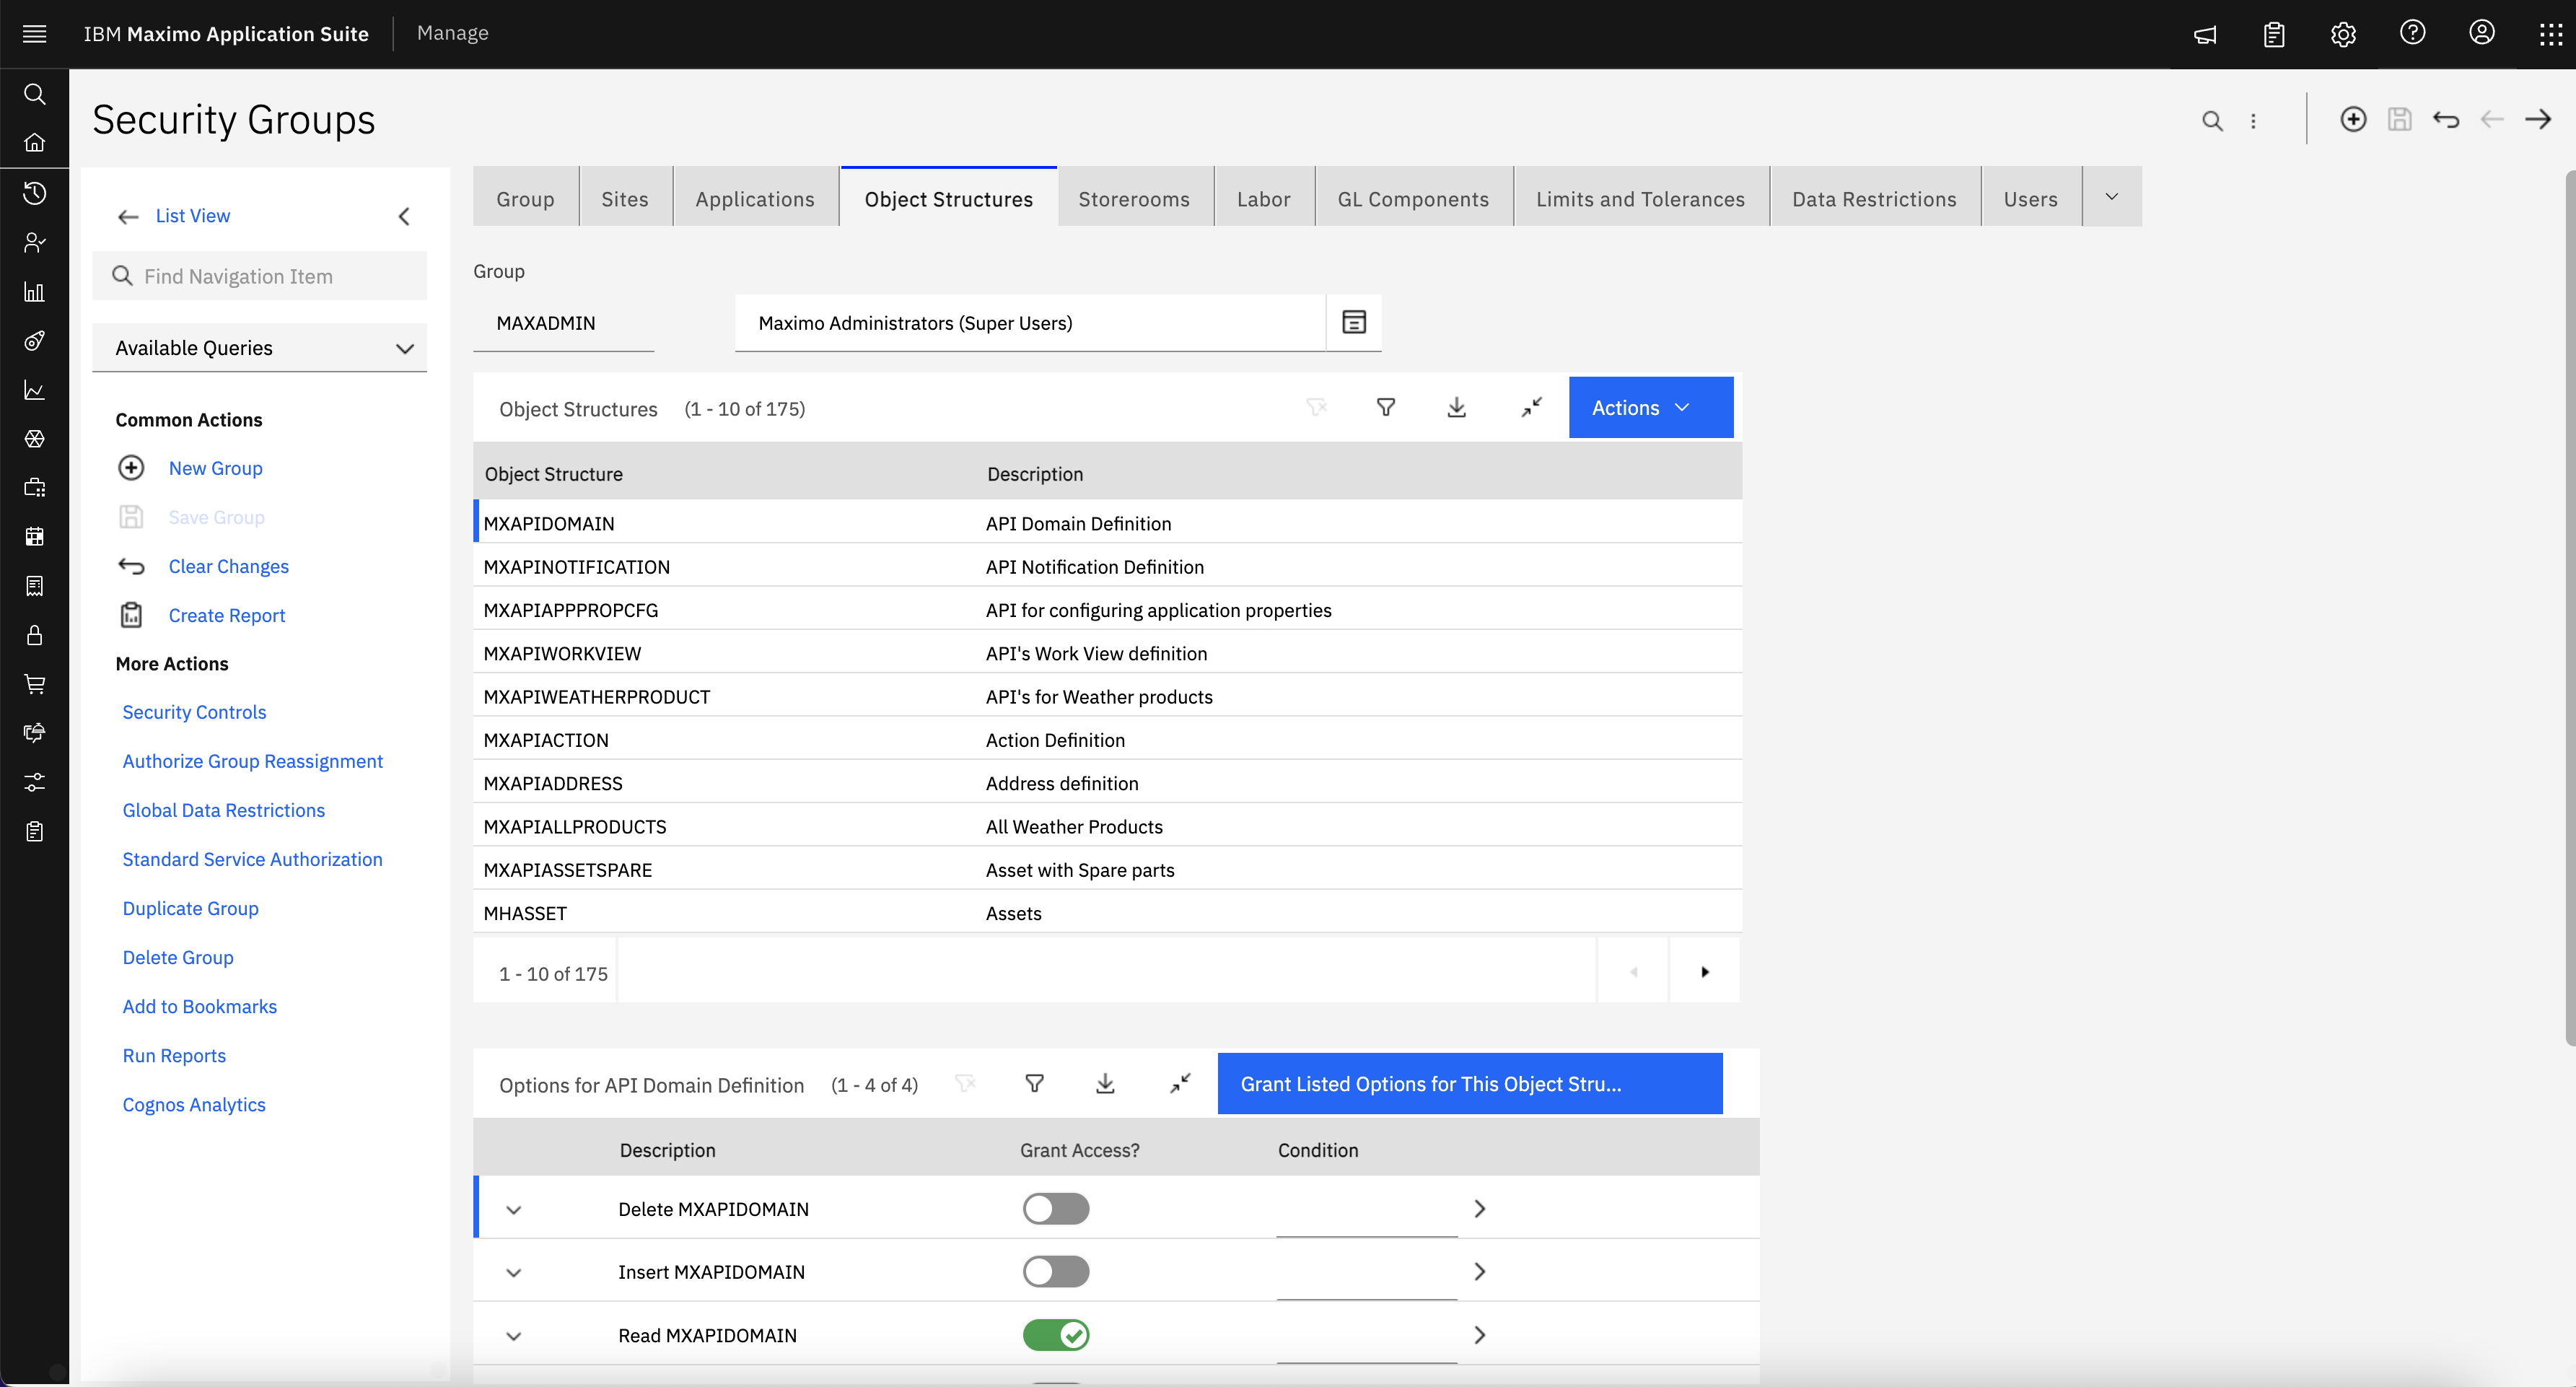 IBM Maximo Application Suite Manage
Security Groups
List View
Find Navigation Item
Available Queries
Common Actions
New Group
Save Group
Clear Changes
Create Report
More Actions
Security Controls
Authorize Group Reassignment
Global Data Restrictions
Standard Service Authorization
Duplicate Group
Delete Group
Add to Bookmarks
Run Reports
Cognos Analytics
Group Sites Applications Object Structures Storerooms Labor GL Components Limits and Tolerances Data Restrictions Users
Group
MAXADMIN Maximo Administrators (Super Users)
Object Structures (1 - 10 of 175) Actions
Object Structure Description
MXAPIDOMAIN API Domain Definition
MXAPINOTIFICATION API Notification Definition
MXAPIAPPPROPCFG API for configuring application properties
MXAPIWORKVIEW API's Work View definition
MXAPIWEATHERPRODUCT API's for Weather products
MXAPIACTION Action Definition
MXAPIADDRESS Address definition
MXAPIALLPRODUCTS All Weather Products
MXAPIASSETSPARE Asset with Spare parts
MHASSET Assets
1 - 10 of 175
Options for API Domain Definition (1 - 4 of 4) Grant Listed Options for This Object Stru...
Description Grant Access? Condition
Delete MXAPIDOMAIN
Insert MXAPIDOMAIN
Read MXAPIDOMAIN